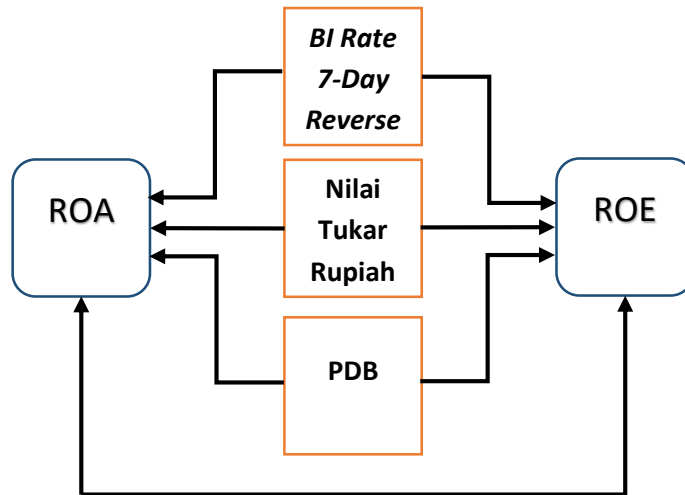 BI Rate
7-Day
Reverse
ROA
Nilai
Tukar
Rupiah
ROE
PDB